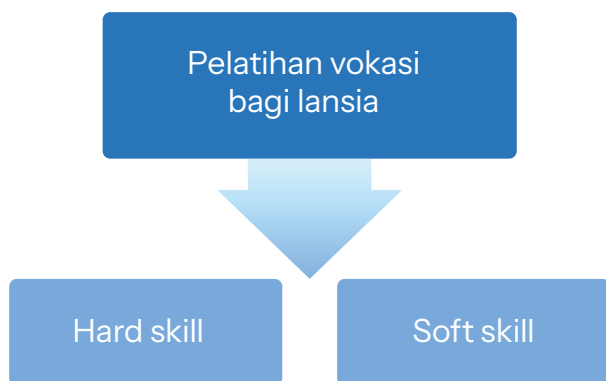 Pelatihan vokasi
bagi lansia
Hard skill
Soft skill